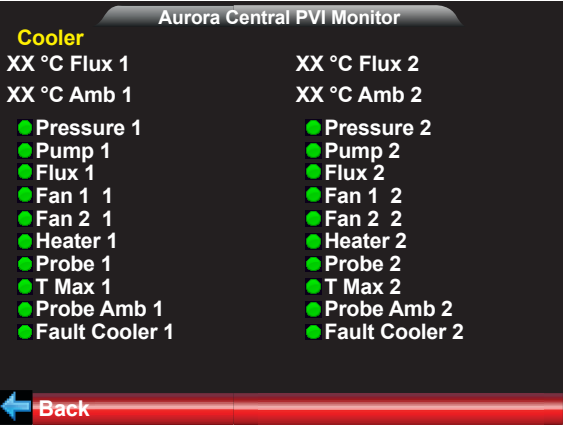 Aurora Central PVI Monitor
Cooler
XX °C Flux 1 XX °C Flux 2
XX °C Amb 1 XX °C Amb 2
Pressure 1 Pressure 2
Pump 1 Pump 2
Flux 1 Flux 2
Fan 1 1 Fan 1 2
Fan 2 1 Fan 2 2
Heater 1 Heater 2
Probe 1 Probe 2
T Max 1 T Max 2
Probe Amb 1 Probe Amb 2
Fault Cooler 1 Fault Cooler 2
Back